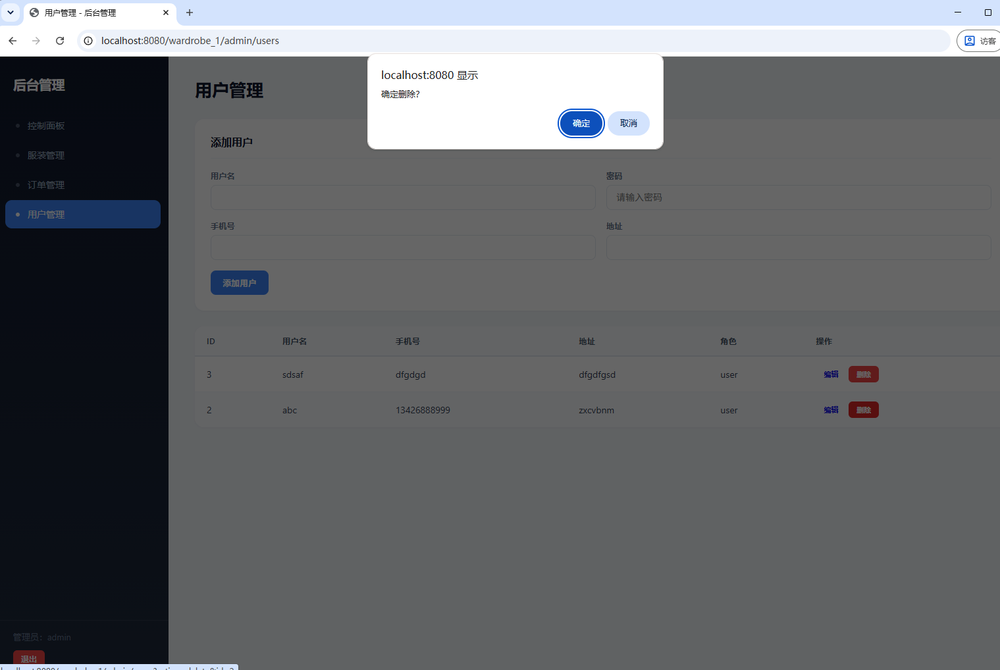 用户管理 - 后台管理
localhost:8080/wardrobe_1/admin/users
访客
localhost:8080 显示
确定删除?
确定
取消
后台管理
控制面板
服装管理
订单管理
用户管理
管理员：admin
退出
用户管理
添加用户
用户名
密码
请输入密码
手机号
地址
添加用户
ID 用户名 手机号 地址 角色 操作
3 sdsaf dfgdgd dfgdfgsd user 编辑 删除
2 abc 13426888999 zxcvbnm user 编辑 删除